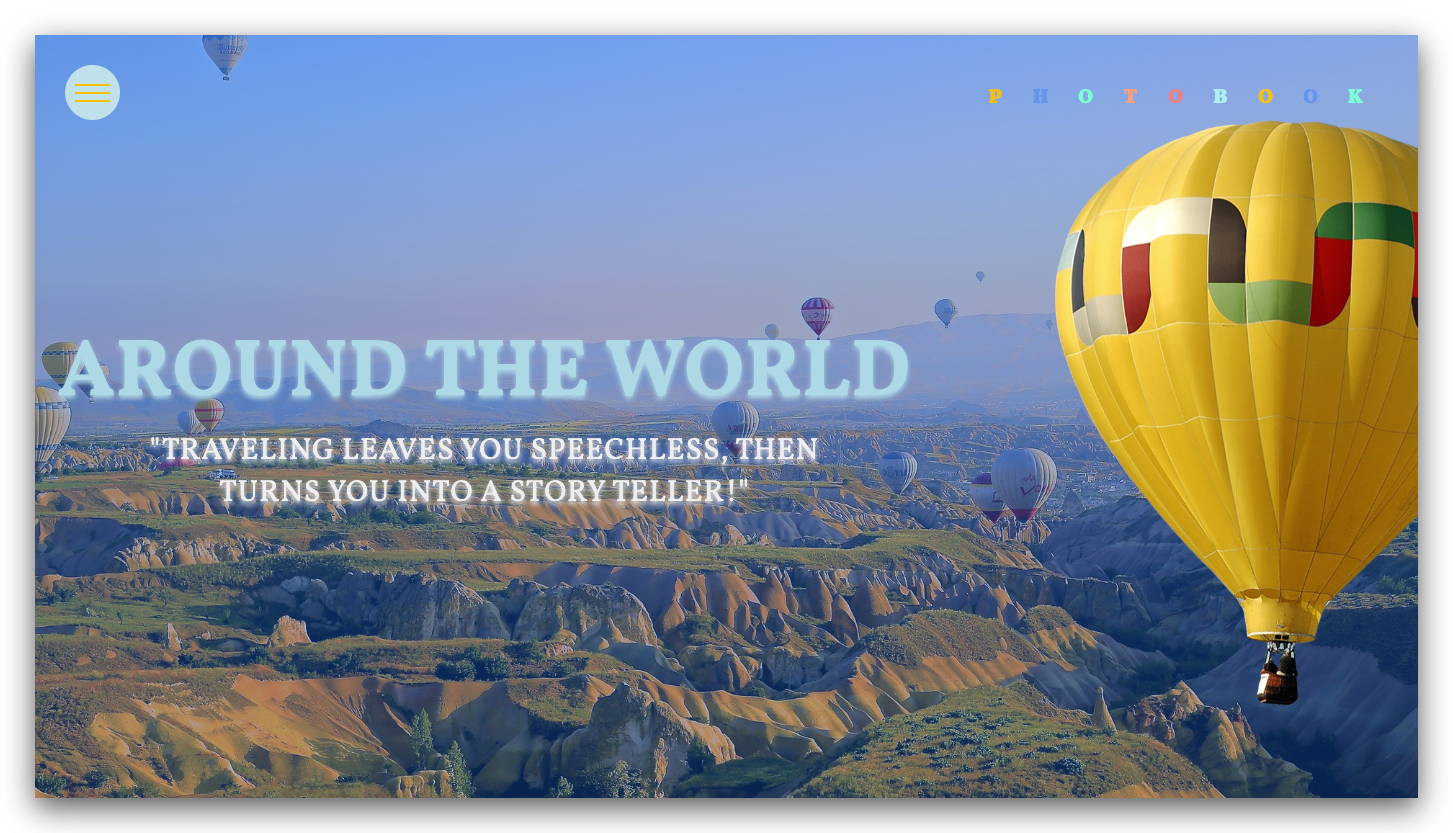 P H O T O B O O K
AROUND THE WORLD
"TRAVELING LEAVES YOU SPEECHLESS, THEN
TURNS YOU INTO A STORY TELLER!"